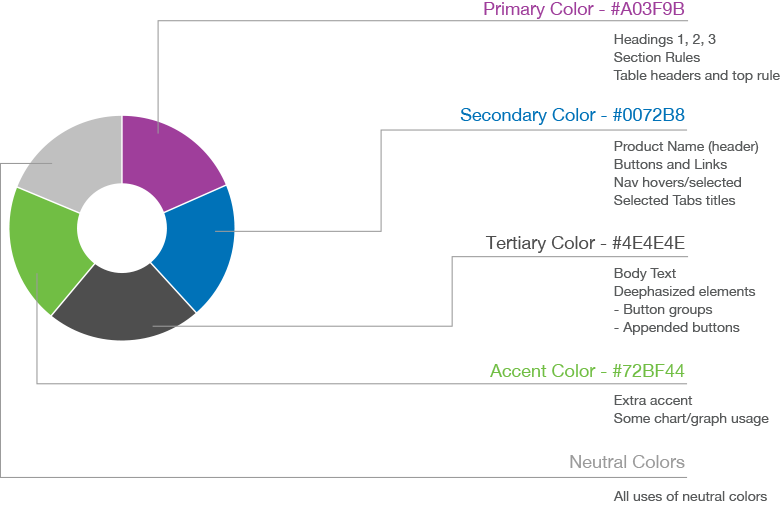 Primary Color - #A03F9B
Headings 1, 2, 3
Section Rules
Table headers and top rule
Secondary Color - #0072B8
Product Name (header)
Buttons and Links
Nav hovers/selected
Selected Tabs titles
Tertiary Color - #4E4E4E
Body Text
Deephasized elements
- Button groups
- Appended buttons
Accent Color - #72BF44
Extra accent
Some chart/graph usage
Neutral Colors
All uses of neutral colors